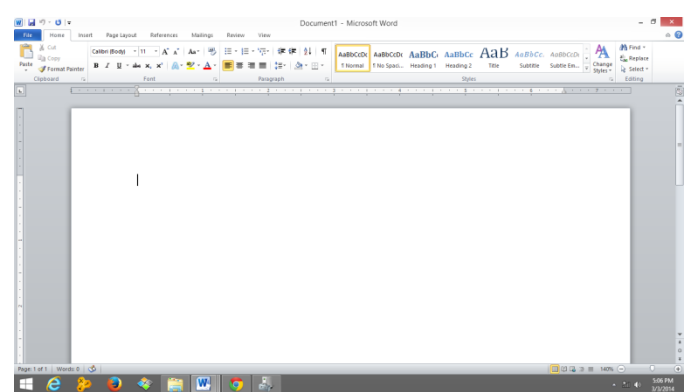 Document1 - Microsoft Word
File Home Insert Page Layout References Mailings Review View
Paste
Cut
Copy
Format Painter
Clipboard
Calibri (Body) 11
Font
Paragraph
AaBbCcDc AaBbCcDc AaBbC AaBbCc AaB AaBbCc. AaBbCcDc
¶ Normal ¶ No Spaci... Heading 1 Heading 2 Title Subtitle Subtle Em...
Change
Styles
Styles
Find
Replace
Select
Editing
Page: 1 of 1 Words: 0
140%
5:06 PM
3/3/2014